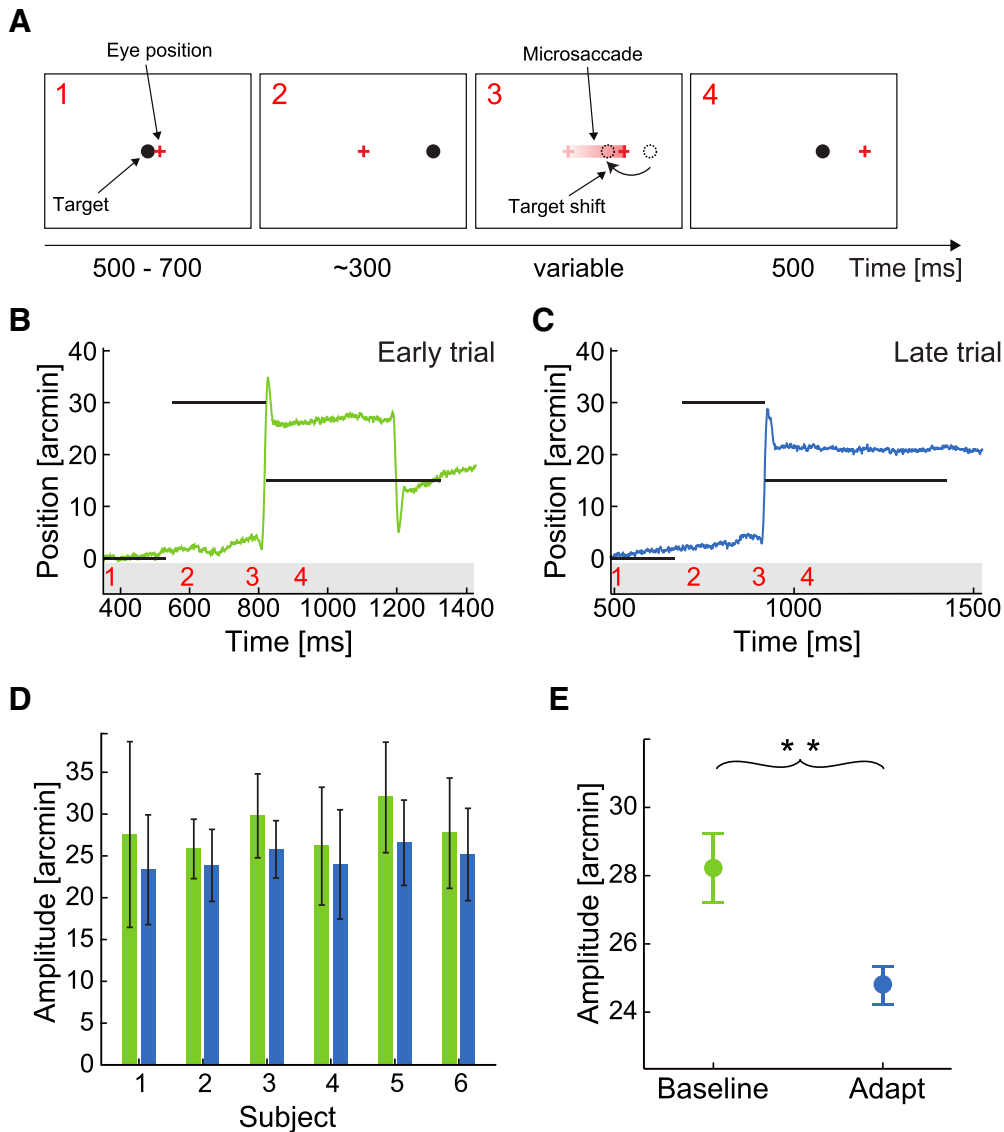 A
Eye position
Microsaccade
1
2
3
4
Target
Target shift
500 - 700
~300
variable
500
Time [ms]
B
Early trial
Position [arcmin]
40
30
20
10
0
1
2
3
4
400
600
800
1000
1200
1400
Time [ms]
C
Late trial
Position [arcmin]
40
30
20
10
0
1
2
3
4
500
1000
1500
Time [ms]
D
Amplitude [arcmin]
35
30
25
20
15
10
5
0
1
2
3
4
5
6
Subject
E
* *
Amplitude [arcmin]
30
28
26
24
Baseline
Adapt